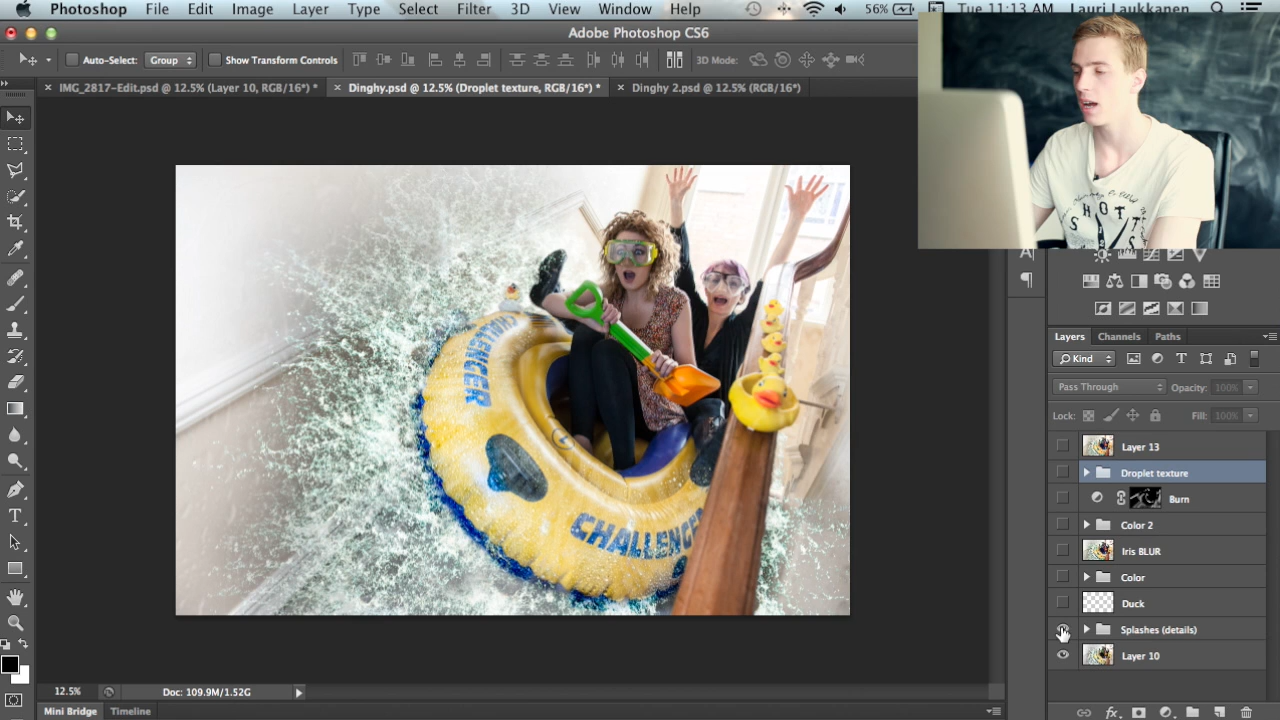 Photoshop File Edit Image Layer Type Select Filter 3D View Window Help 56% Tue 11:13 AM Lauri Laukkanen
Adobe Photoshop CS6
Auto-Select: Group Show Transform Controls 3D Mode:
IMG_2817-Edit.psd @ 12.5% (Layer 10, RGB/16*) * Dinghy.psd @ 12.5% (Droplet texture, RGB/16*) * Dinghy 2.psd @ 12.5% (RGB/16*)
SHOTT
CHALLENGER
CHALLENGER
Layers Channels Paths
Kind
Pass Through Opacity: 100%
Lock: Fill: 100%
Layer 13
Droplet texture
Burn
Color 2
Iris BLUR
Color
Duck
Splashes (details)
Layer 10
12.5% Doc: 109.9M/1.52G
Mini Bridge Timeline
fx